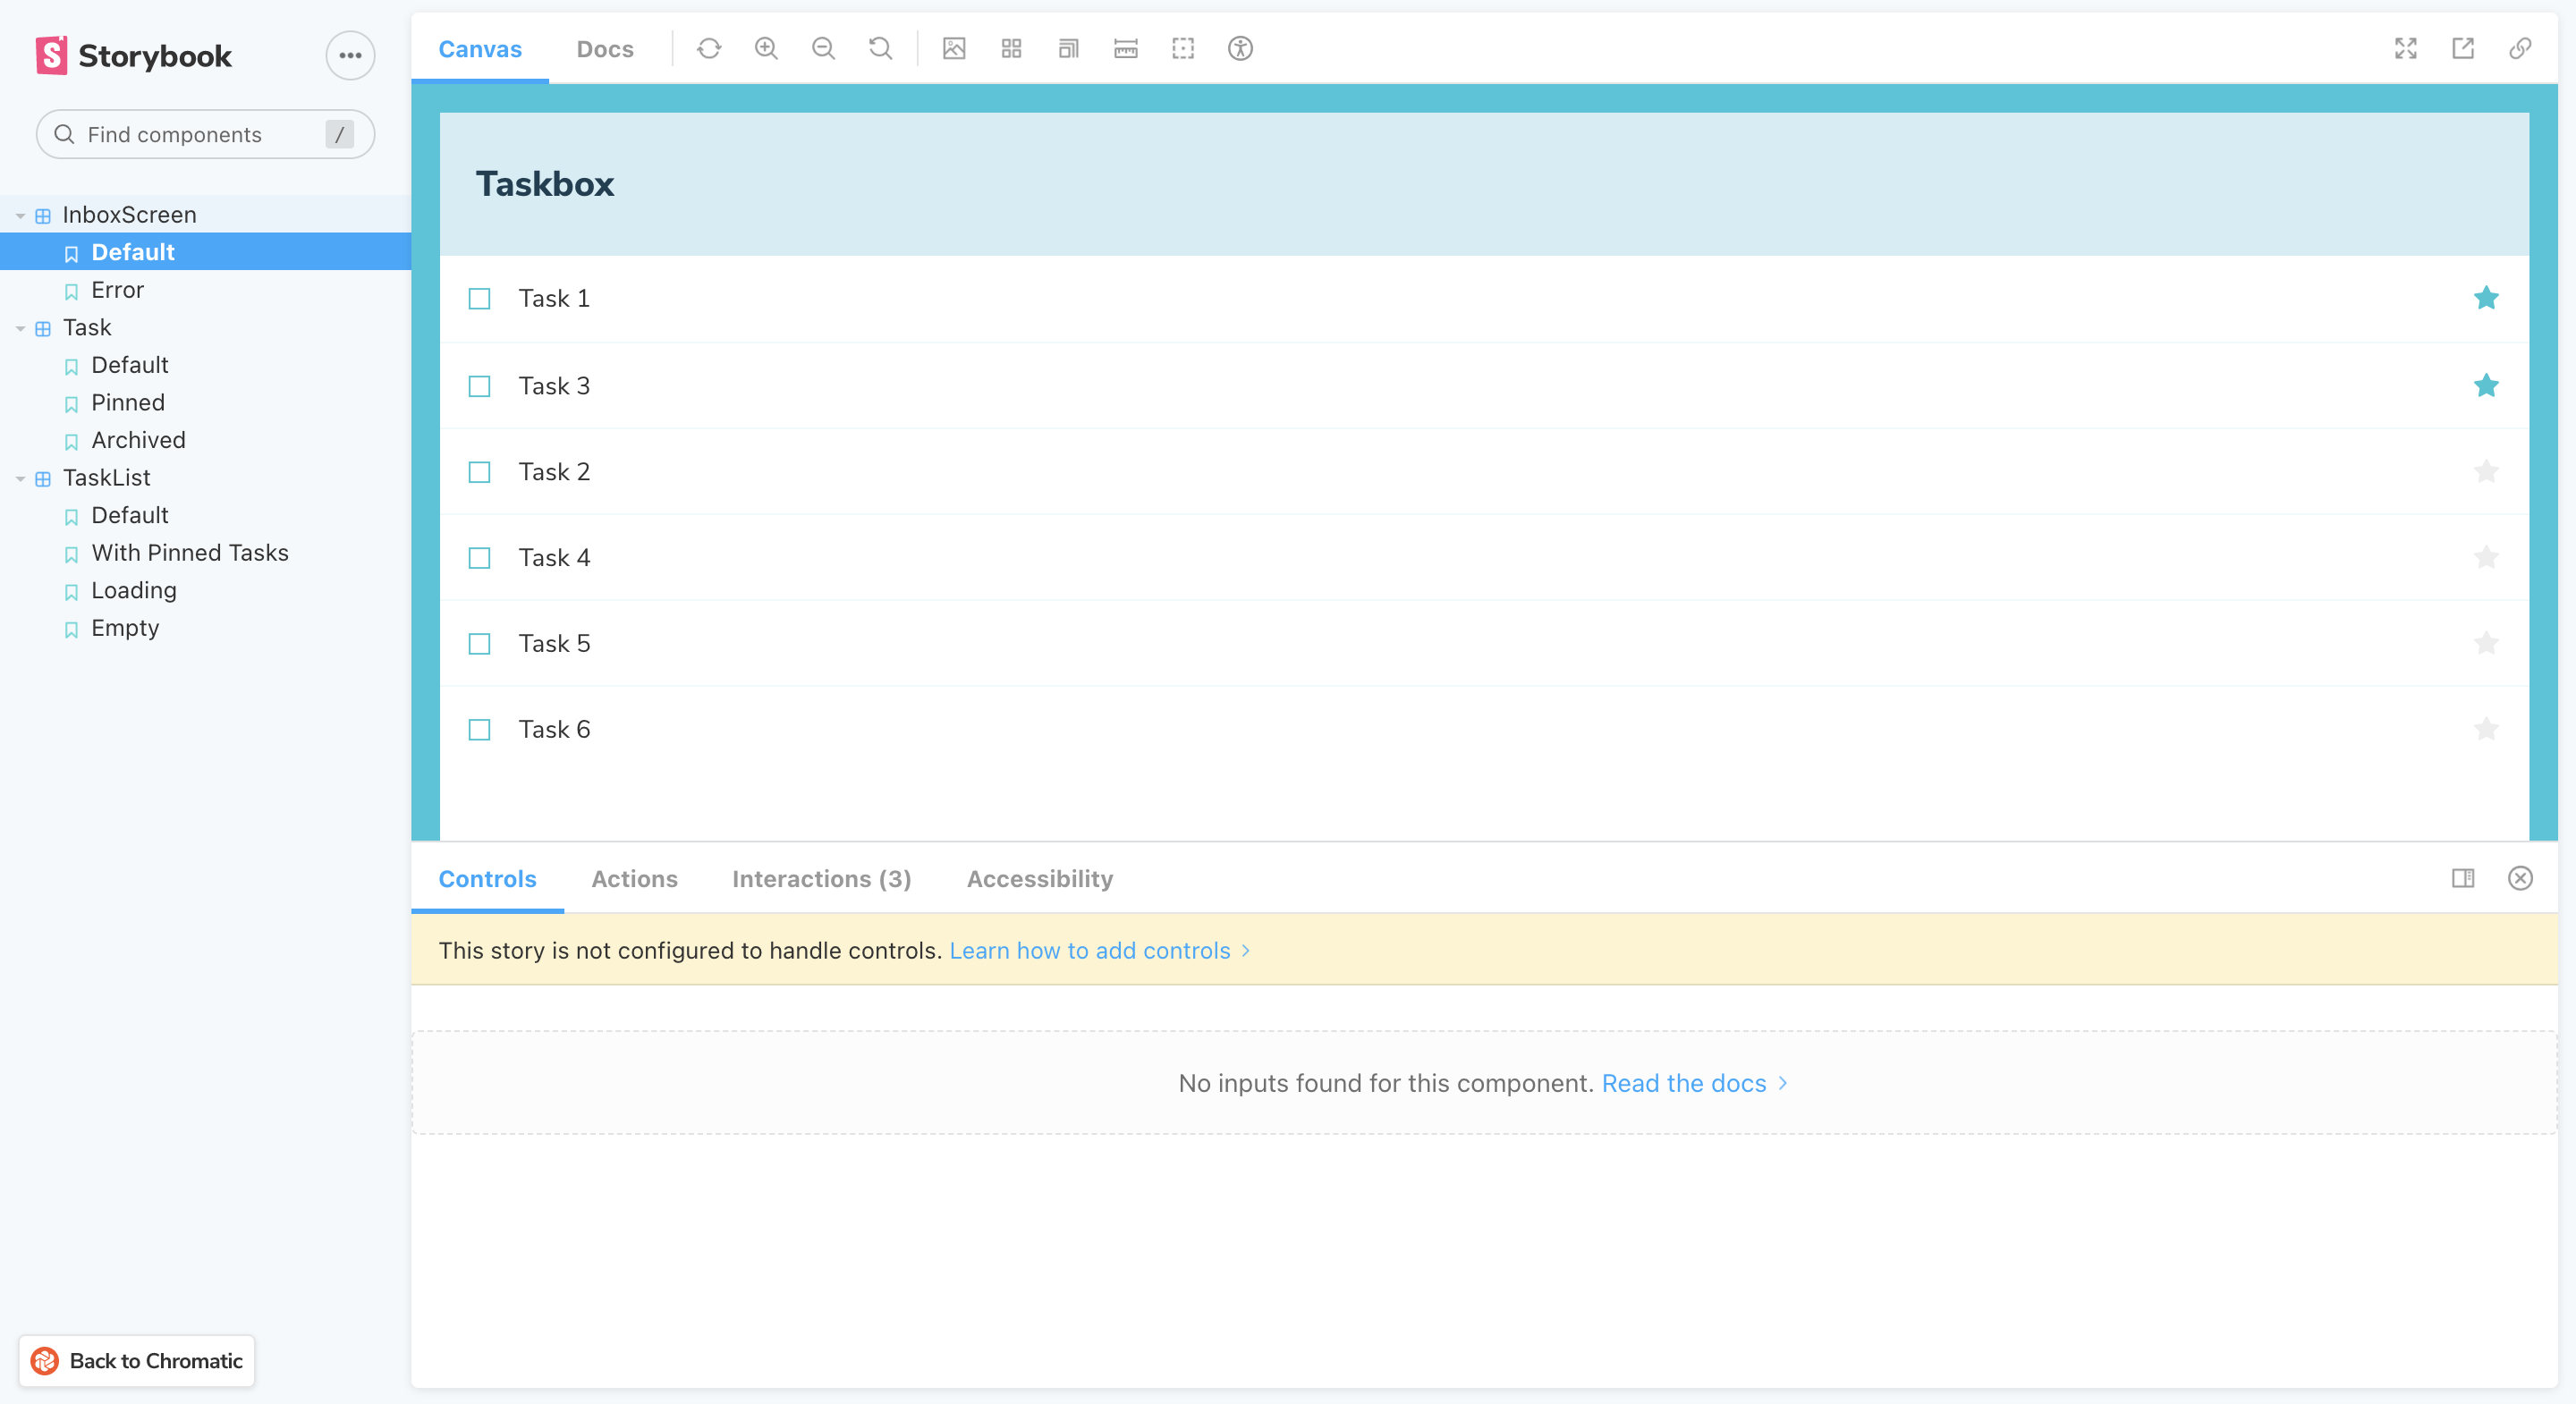 Storybook
Find components /
InboxScreen
Default
Error
Task
Default
Pinned
Archived
TaskList
Default
With Pinned Tasks
Loading
Empty
Back to Chromatic
Canvas Docs
Taskbox
Task 1
Task 3
Task 2
Task 4
Task 5
Task 6
Controls Actions Interactions (3) Accessibility
This story is not configured to handle controls. Learn how to add controls
No inputs found for this component. Read the docs